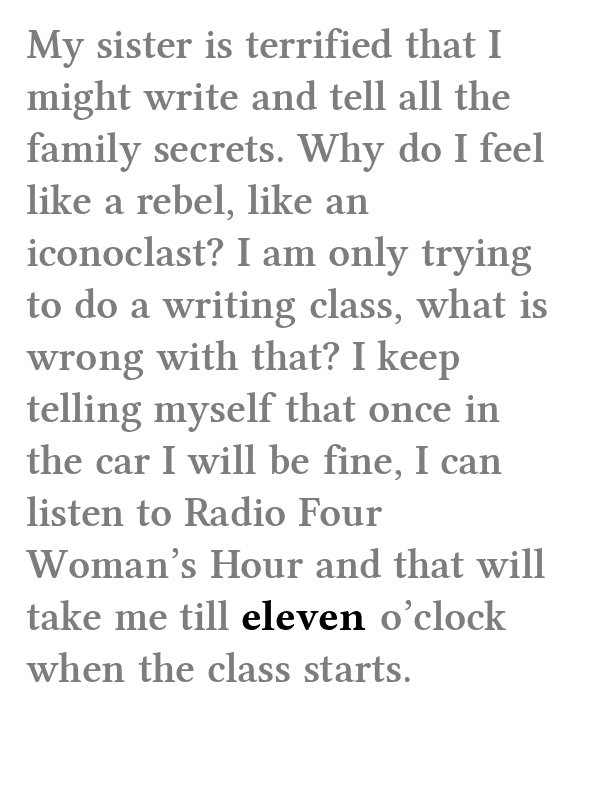 My sister is terrified that I
might write and tell all the
family secrets. Why do I feel
like a rebel, like an
iconoclast? I am only trying
to do a writing class, what is
wrong with that? I keep
telling myself that once in
the car I will be fine, I can
listen to Radio Four
Woman’s Hour and that will
take me till eleven o’clock
when the class starts.